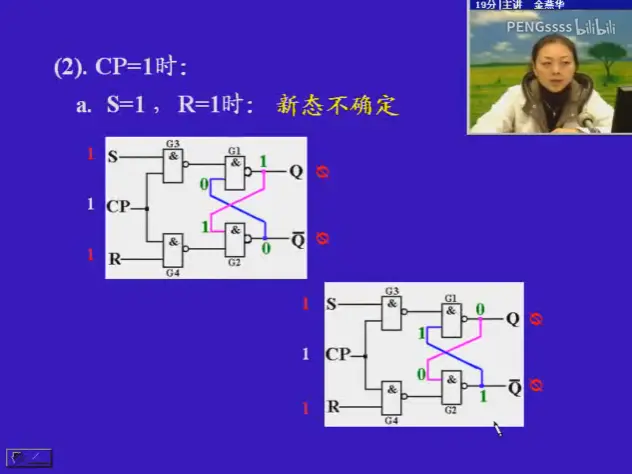 19分 主讲 金燕华
PENGssss bilibili
(2). CP=1时:
a. S=1， R=1时: 新态不确定
G3 G1
1 S & & 1 Q Φ
0
1 CP
1
1 R & & 0 Q̅ Φ
G4 G2
G3 G1
1 S & & 0 Q Φ
1
1 CP
0
1 R & & 1 Q̅ Φ
G4 G2